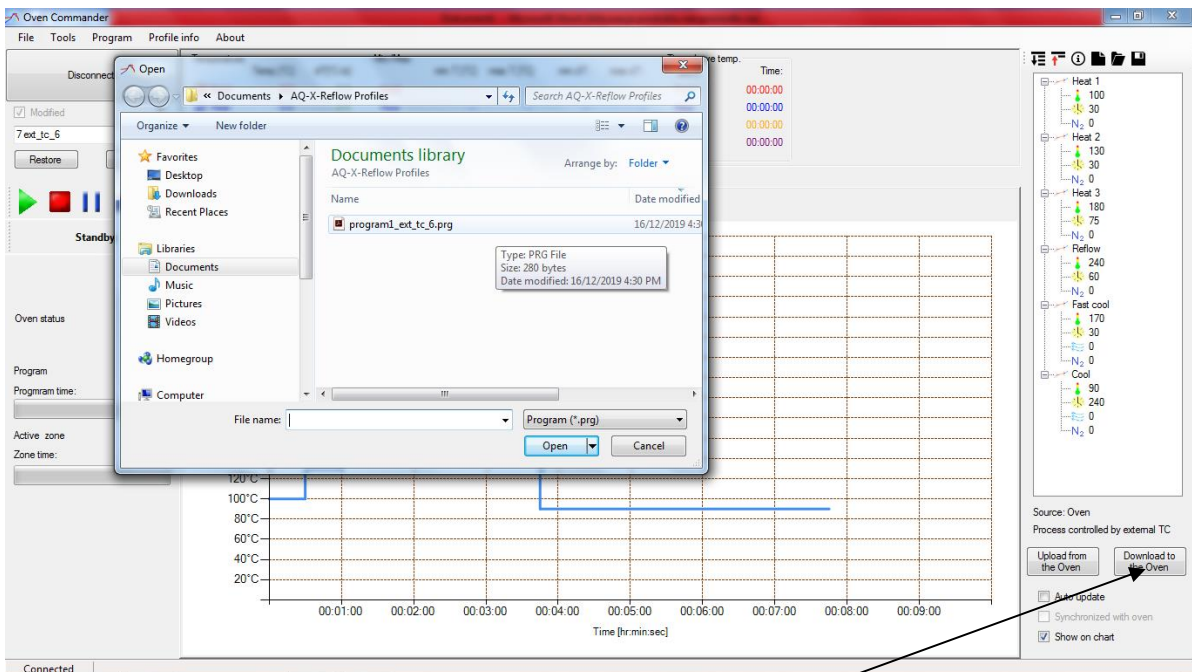 Oven Commander
File Tools Program Profile info About
Disconnect
Modified
7 ext_tc_6
Restore
Standby
Oven status
Program
Progmram time:
Active zone
Zone time:
Connected
Open
« Documents ▸ AQ-X-Reflow Profiles
Search AQ-X-Reflow Profiles
Organize New folder
Favorites
Desktop
Downloads
Recent Places
Libraries
Documents
Music
Pictures
Videos
Homegroup
Computer
Documents library
AQ-X-Reflow Profiles
Arrange by: Folder
Name Date modified
program1_ext_tc_6.prg 16/12/2019 4:3
Type: PRG File
Size: 280 bytes
Date modified: 16/12/2019 4:30 PM
File name: Program (*.prg)
Open Cancel
ve temp.
Time:
00:00:00
00:00:00
00:00:00
00:00:00
120°C
100°C
80°C
60°C
40°C
20°C
00:01:00 00:02:00 00:03:00 00:04:00 00:05:00 00:06:00 00:07:00 00:08:00 00:09:00
Time [hr:min:sec]
Heat 1
100
30
N₂ 0
Heat 2
130
30
N₂ 0
Heat 3
180
75
N₂ 0
Reflow
240
60
N₂ 0
Fast cool
170
30
0
N₂ 0
Cool
90
240
0
N₂ 0
Source: Oven
Process controlled by external TC
Upload from the Oven
Download to the Oven
Auto update
Synchronized with oven
Show on chart